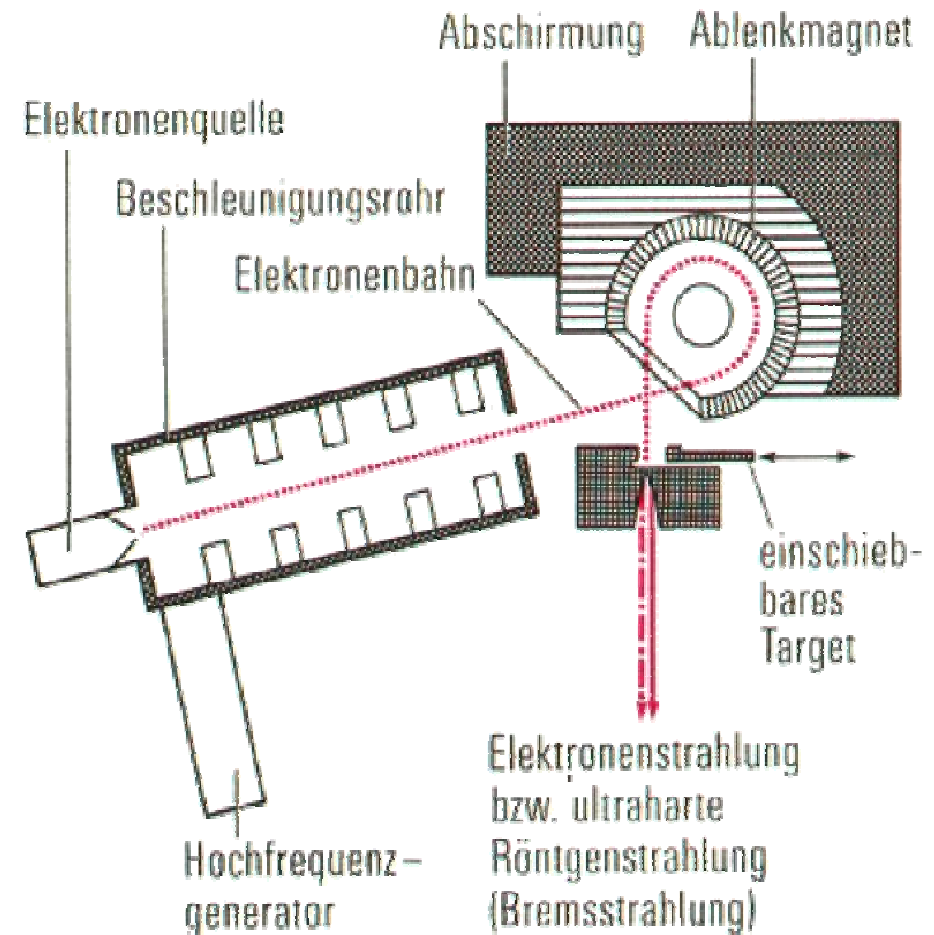 Abschirmung
Ablenkmagnet
Elektronenquelle
Beschleunigungsrohr
Elektronenbahn
einschieb-
bares
Target
Elektronenstrahlung
bzw. ultraharte
Röntgenstrahlung
(Bremsstrahlung)
Hochfrequenz-
generator